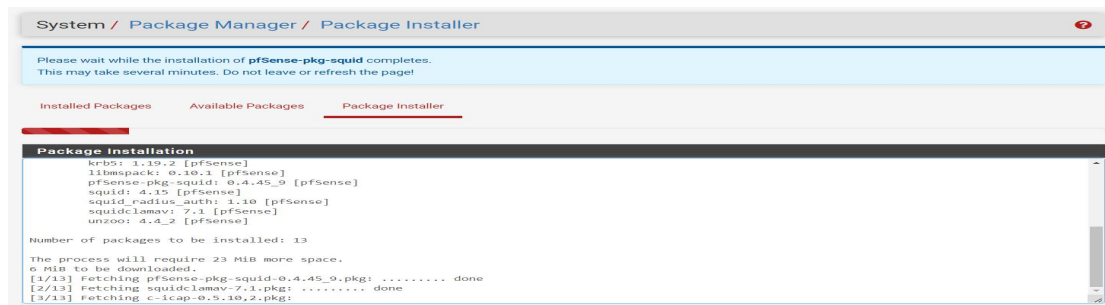 System / Package Manager / Package Installer
Please wait while the installation of pfSense-pkg-squid completes.
This may take several minutes. Do not leave or refresh the page!
Installed Packages Available Packages Package Installer
Package Installation
krb5: 1.19.2 [pfSense]
libmspack: 0.10.1 [pfSense]
pfSense-pkg-squid: 0.4.45_9 [pfSense]
squid: 4.15 [pfSense]
squid_radius_auth: 1.10 [pfSense]
squidclamav: 7.1 [pfSense]
unzoo: 4.4_2 [pfSense]
Number of packages to be installed: 13
The process will require 23 MiB more space.
6 MiB to be downloaded.
[1/13] Fetching pfSense-pkg-squid-0.4.45_9.pkg: ......... done
[2/13] Fetching squidclamav-7.1.pkg: ......... done
[3/13] Fetching c-icap-0.5.10,2.pkg: